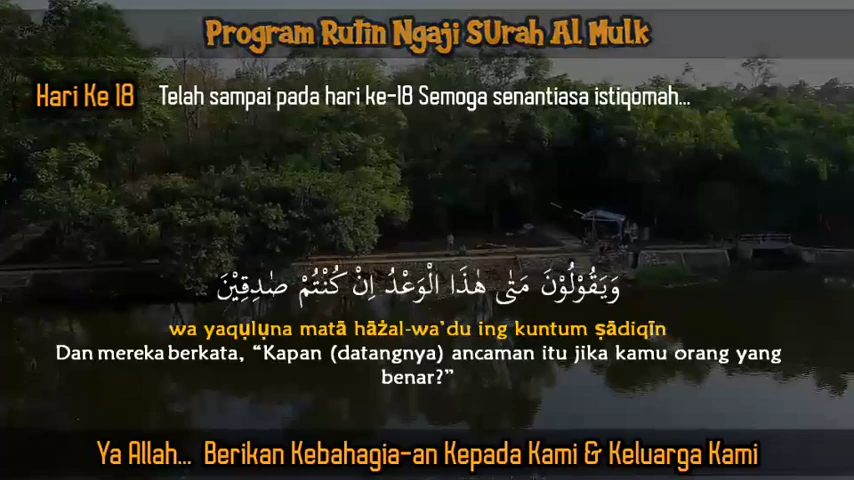 Program Rutin Ngaji SUrah Al Mulk
Hari Ke 18 Telah sampai pada hari ke-18 Semoga senantiasa istiqomah...
وَيَقُوْلُوْنَ مَتٰى هٰذَا الْوَعْدُ اِنْ كُنْتُمْ صٰدِقِيْنَ
wa yaqụlụna matā hāżal-wa'du ing kuntum ṣādiqīn
Dan mereka berkata, “Kapan (datangnya) ancaman itu jika kamu orang yang
benar?”
Ya Allah... Berikan Kebahagia-an Kepada Kami & Keluarga Kami